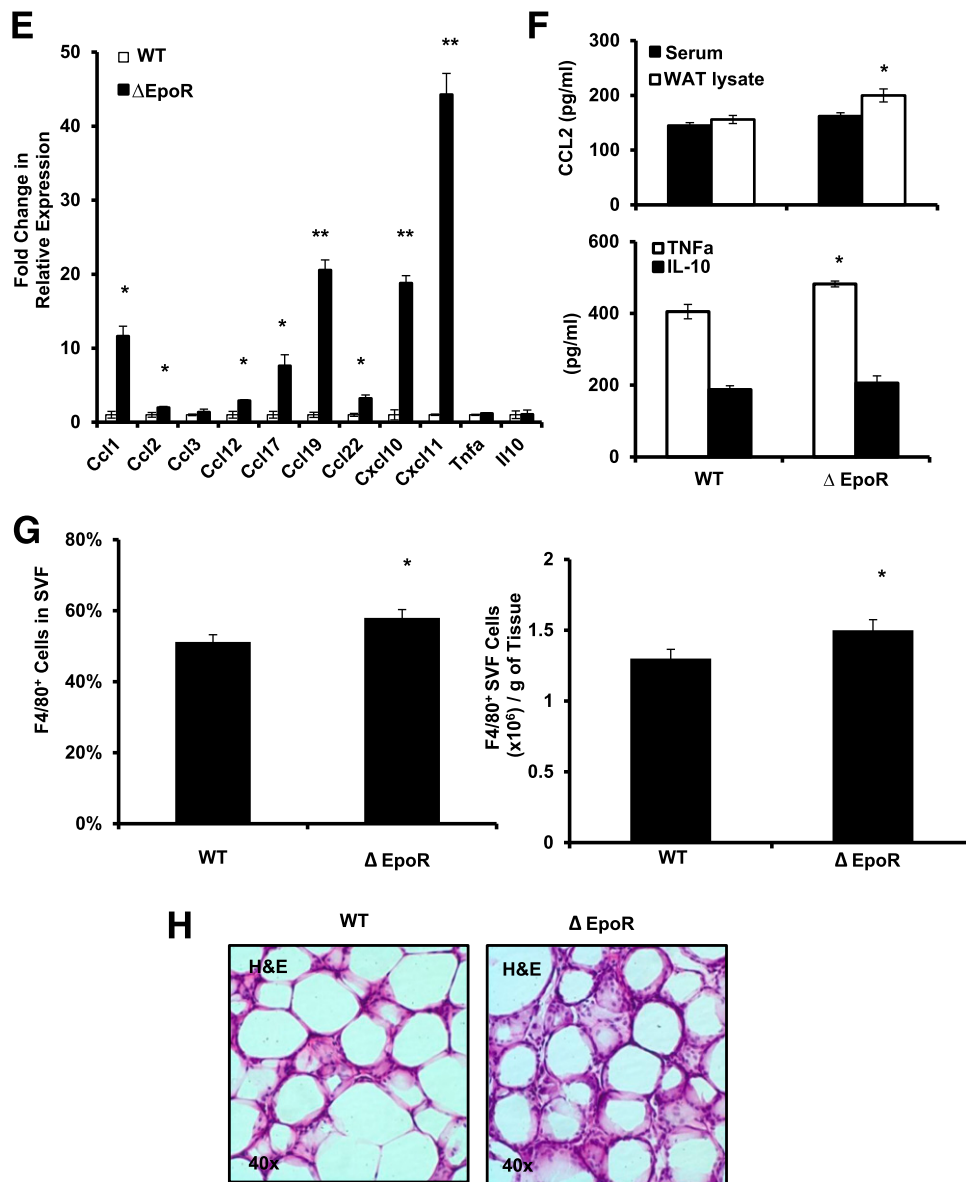 E
WT
ΔEpoR
Fold Change in
Relative Expression
50
40
30
20
10
0
*
*
*
*
**
*
**
**
Ccl1
Ccl2
Ccl3
Ccl12
Ccl17
Ccl19
Ccl22
Cxcl10
Cxcl11
Tnfa
Il10
F
Serum
WAT lysate
CCL2 (pg/ml)
300
200
100
0
*
TNFa
IL-10
(pg/ml)
600
400
200
0
*
WT
Δ EpoR
G
F4/80⁺ Cells in SVF
80%
60%
40%
20%
0%
*
WT
Δ EpoR
F4/80⁺ SVF Cells
(x10⁶) / g of Tissue
2
1.5
1
0.5
0
*
WT
Δ EpoR
H
WT
Δ EpoR
H&E
40x
H&E
40x